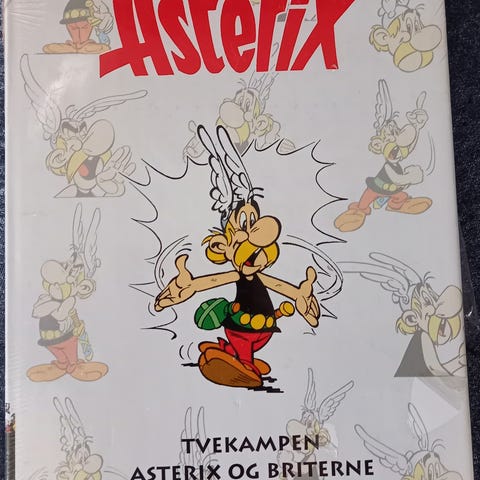 Asterix
TVEKAMPEN
ASTERIX OG BRITERNE